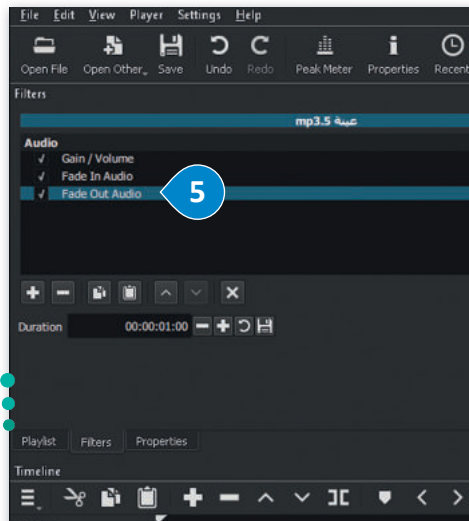 File Edit View Player Settings Help
Open File Open Other Save Undo Redo Peak Meter Properties Recent
Filters
عينة mp3.5
Audio
✓ Gain / Volume
✓ Fade In Audio
✓ Fade Out Audio
5
Duration 00:00:01:00
Playlist Filters Properties
Timeline